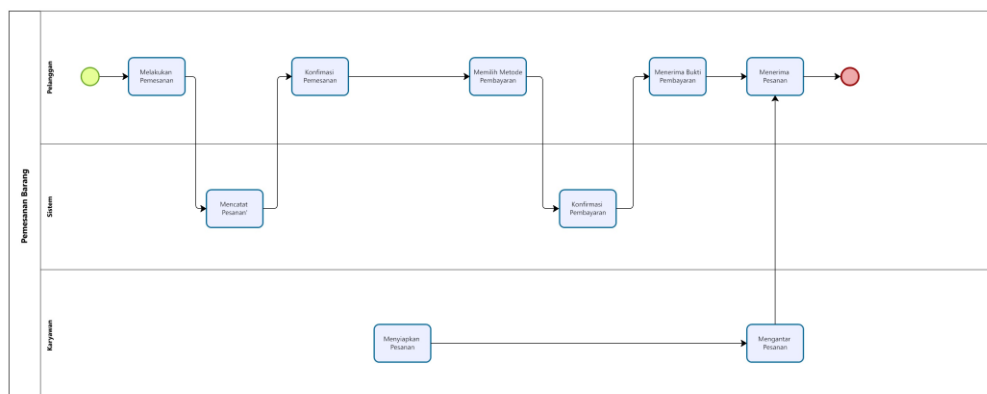 Pemesanan Barang
Pelanggan
Melakukan
Pemesanan
Konfirmasi
Pemesanan
Memilih Metode
Pembayaran
Menerima Bukti
Pembayaran
Menerima
Pesanan
Sistem
Mencatat
Pesanan'
Konfirmasi
Pembayaran
Karyawan
Menyiapkan
Pesanan
Mengantar
Pesanan